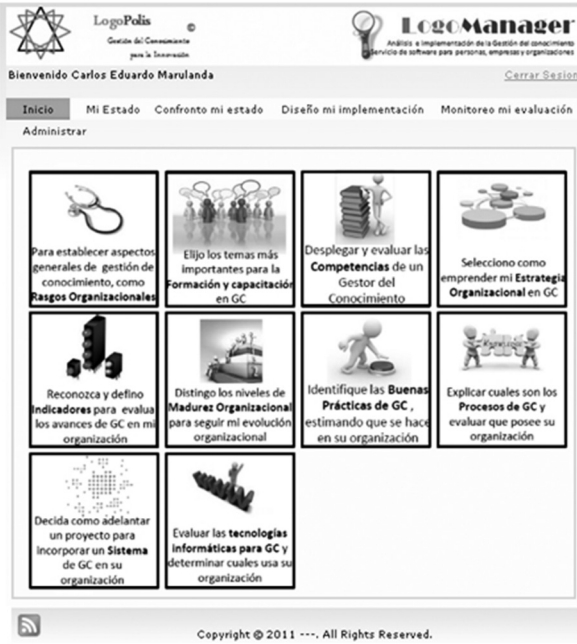 LogoPolis ©
Gestión del Conocimiento
para la Innovación
LogoManager
Análisis e implementación de la Gestión del conocimiento
Servicio de software para personas, empresas y organizaciones
Bienvenido Carlos Eduardo Marulanda
Cerrar Sesion
Inicio Mi Estado Confronto mi estado Diseño mi implementación Monitoreo mi evaluación
Administrar
Para establecer aspectos
generales de gestión de
conocimiento, como
Rasgos Organizacionales
Elijo los temas más
importantes para la
Formación y capacitación
en GC
Desplegar y evaluar las
Competencias de un
Gestor del
Conocimiento
Selecciono como
emprender mi Estrategia
Organizacional en GC
Reconozca y defino
Indicadores para evalua
los avances de GC en mi
organización
Distingo los niveles de
Madurez Organizacional
para seguir mi evolución
organizacional
Identifique las Buenas
Prácticas de GC ,
estimando que se hace
en su organización
Explicar cuales son los
Procesos de GC y
evaluar que posee su
organización
Decida como adelantar
un proyecto para
incorporar un Sistema
de GC en su
organización
Evaluar las tecnologías
informáticas para GC y
determinar cuales usa su
organización
Copyright @ 2011 ---. All Rights Reserved.